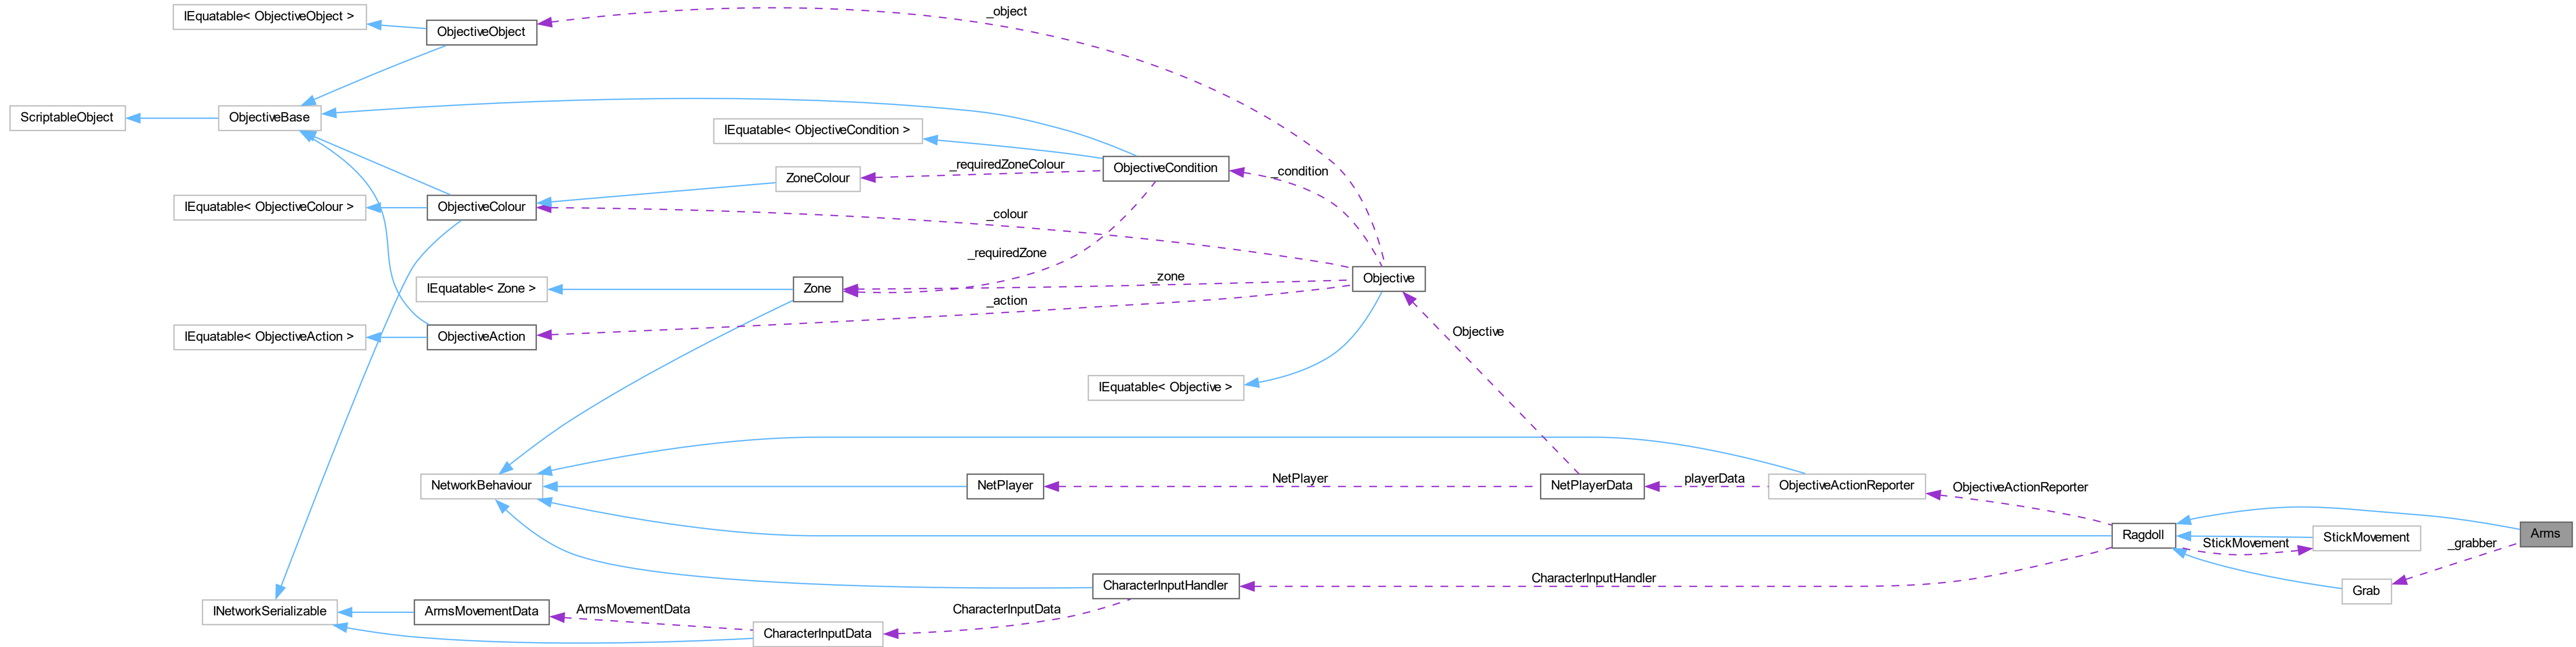 IEquatable< ObjectiveObject >
ObjectiveObject
_object
ScriptableObject
ObjectiveBase
IEquatable< ObjectiveCondition >
_requiredZoneColour
ObjectiveCondition
_condition
ZoneColour
IEquatable< ObjectiveColour >
ObjectiveColour
_colour
_requiredZone
IEquatable< Zone >
Zone
_zone
Objective
_action
IEquatable< ObjectiveAction >
ObjectiveAction
Objective
IEquatable< Objective >
NetworkBehaviour
NetPlayer
NetPlayer
NetPlayerData
playerData
ObjectiveActionReporter
ObjectiveActionReporter
Ragdoll
StickMovement
StickMovement
_grabber
Arms
CharacterInputHandler
CharacterInputHandler
Grab
INetworkSerializable
ArmsMovementData
ArmsMovementData
CharacterInputData
CharacterInputData